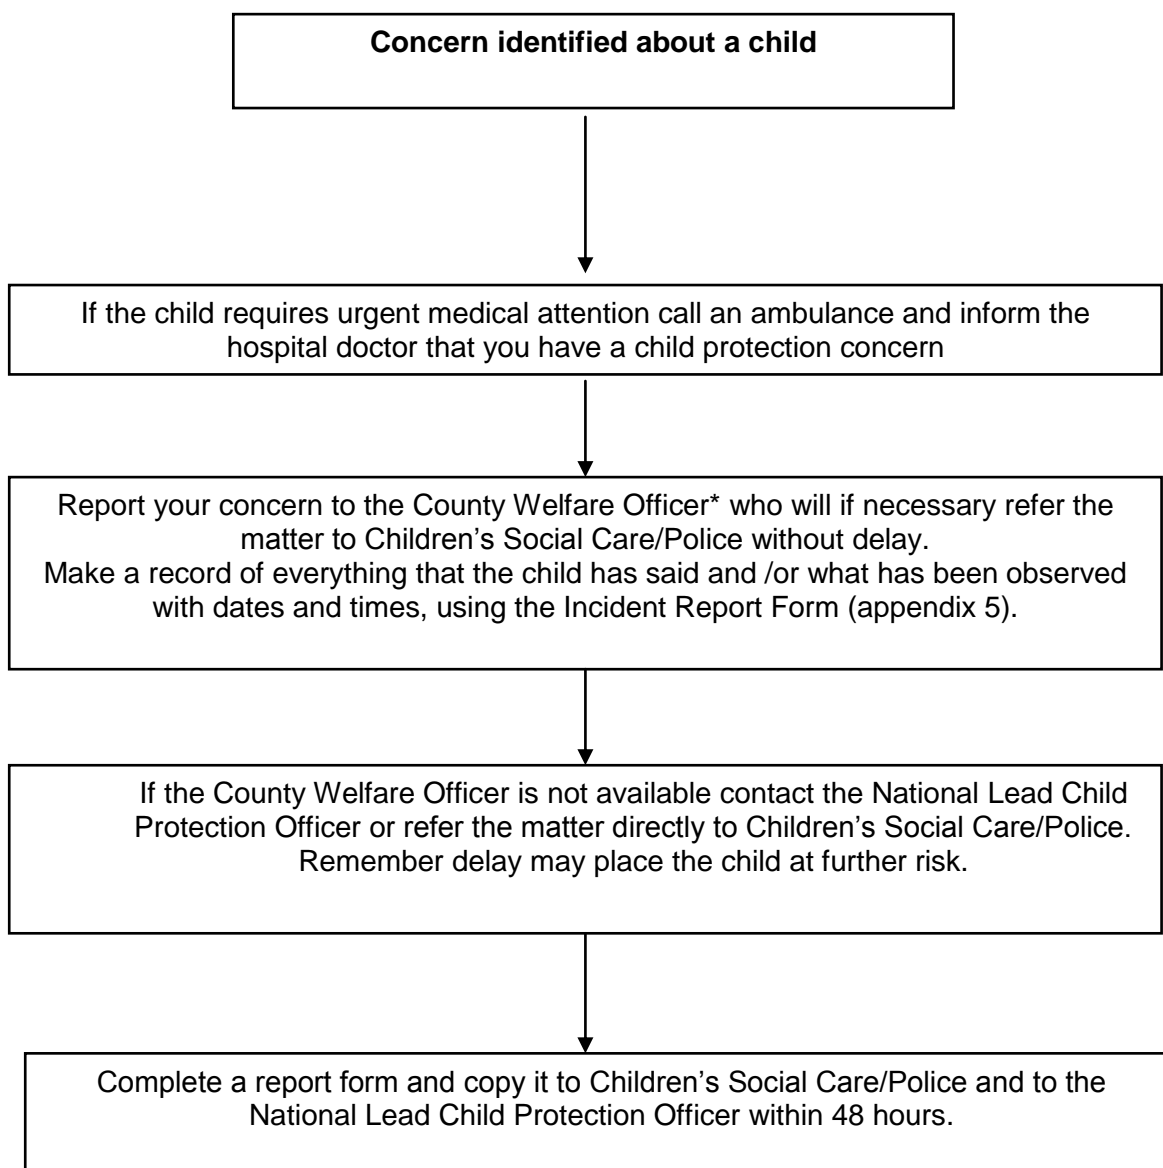 Concern identified about a child
If the child requires urgent medical attention call an ambulance and inform the
hospital doctor that you have a child protection concern
Report your concern to the County Welfare Officer* who will if necessary refer the
matter to Children’s Social Care/Police without delay.
Make a record of everything that the child has said and /or what has been observed
with dates and times, using the Incident Report Form (appendix 5).
If the County Welfare Officer is not available contact the National Lead Child
Protection Officer or refer the matter directly to Children’s Social Care/Police.
Remember delay may place the child at further risk.
Complete a report form and copy it to Children’s Social Care/Police and to the
National Lead Child Protection Officer within 48 hours.